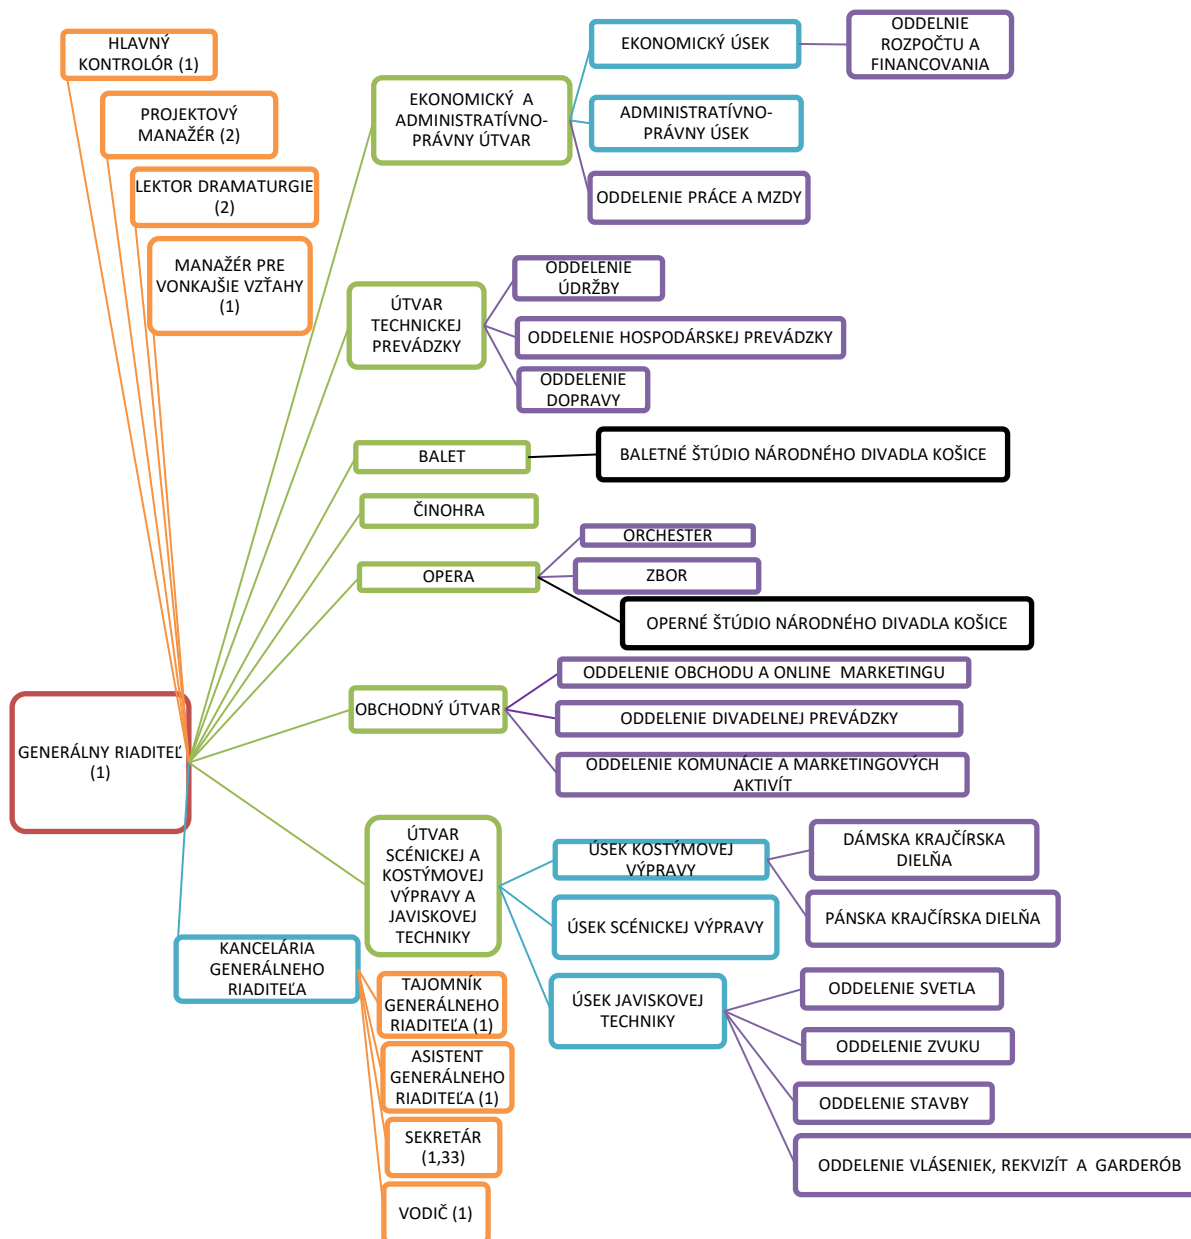 HLAVNÝ
KONTROLÓR (1)
PROJEKTOVÝ
MANAŽÉR (2)
LEKTOR DRAMATURGIE
(2)
MANAŽÉR PRE
VONKAJŠIE VZŤAHY
(1)
GENERÁLNY RIADITEĽ
(1)
EKONOMICKÝ A
ADMINISTRATÍVNO-
PRÁVNY ÚTVAR
EKONOMICKÝ ÚSEK
ODDELNIE
ROZPOČTU A
FINANCOVANIA
ADMINISTRATÍVNO-
PRÁVNY ÚSEK
ODDELENIE PRÁCE A MZDY
ÚTVAR
TECHNICKEJ
PREVÁDZKY
ODDELENIE
ÚDRŽBY
ODDELENIE HOSPODÁRSKEJ PREVÁDZKY
ODDELENIE
DOPRAVY
BALET
BALETNÉ ŠTÚDIO NÁRODNÉHO DIVADLA KOŠICE
ČINOHRA
OPERA
ORCHESTER
ZBOR
OPERNÉ ŠTÚDIO NÁRODNÉHO DIVADLA KOŠICE
OBCHODNÝ ÚTVAR
ODDELENIE OBCHODU A ONLINE MARKETINGU
ODDELENIE DIVADELNEJ PREVÁDZKY
ODDELENIE KOMUNÁCIE A MARKETINGOVÝCH
AKTIVÍT
ÚTVAR
SCÉNICKEJ A
KOSTÝMOVEJ
VÝPRAVY A
JAVISKOVEJ
TECHNIKY
ÚSEK KOSTÝMOVEJ
VÝPRAVY
DÁMSKA KRAJČÍRSKA
DIELŇA
PÁNSKA KRAJČÍRSKA DIELŇA
ÚSEK SCÉNICKEJ VÝPRAVY
ÚSEK JAVISKOVEJ
TECHNIKY
ODDELENIE SVETLA
ODDELENIE ZVUKU
ODDELENIE STAVBY
ODDELENIE VLÁSENIEK, REKVIZÍT A GARDERÓB
KANCELÁRIA
GENERÁLNEHO
RIADITEĽA
TAJOMNÍK
GENERÁLNEHO
RIADITEĽA (1)
ASISTENT
GENERÁLNEHO
RIADITEĽA (1)
SEKRETÁR
(1,33)
VODIČ (1)